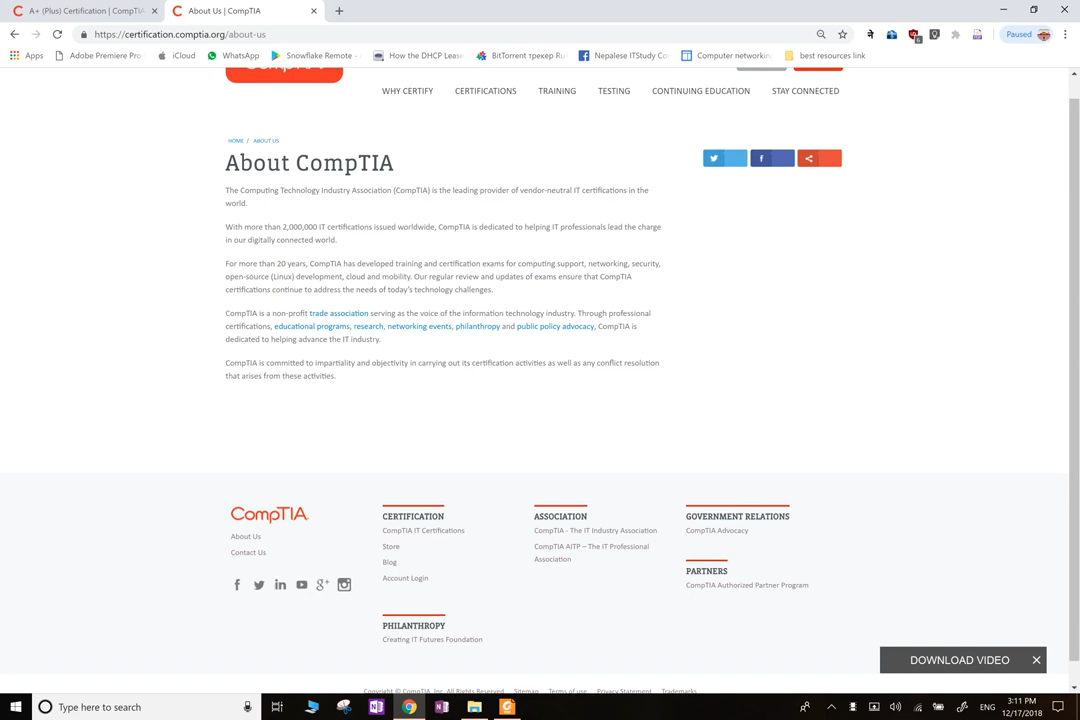 A+ (Plus) Certification | CompTIA
About Us | CompTIA
https://certification.comptia.org/about-us
Paused
Apps
Adobe Premiere Pro
iCloud
WhatsApp
Snowflake Remote -
How the DHCP Lease
BitTorrent трекер Ru
Nepalese ITStudy Co
Computer networkin
best resources link
WHY CERTIFY
CERTIFICATIONS
TRAINING
TESTING
CONTINUING EDUCATION
STAY CONNECTED
HOME / ABOUT US
About CompTIA
The Computing Technology Industry Association (CompTIA) is the leading provider of vendor-neutral IT certifications in the
world.
With more than 2,000,000 IT certifications issued worldwide, CompTIA is dedicated to helping IT professionals lead the charge
in our digitally connected world.
For more than 20 years, CompTIA has developed training and certification exams for computing support, networking, security,
open-source (Linux) development, cloud and mobility. Our regular review and updates of exams ensure that CompTIA
certifications continue to address the needs of today's technology challenges.
CompTIA is a non-profit trade association serving as the voice of the information technology industry. Through professional
certifications, educational programs, research, networking events, philanthropy and public policy advocacy, CompTIA is
dedicated to helping advance the IT industry.
CompTIA is committed to impartiality and objectivity in carrying out its certification activities as well as any conflict resolution
that arises from these activities.
CompTIA.
About Us
Contact Us
CERTIFICATION
CompTIA IT Certifications
Store
Blog
Account Login
PHILANTHROPY
Creating IT Futures Foundation
ASSOCIATION
CompTIA - The IT Industry Association
CompTIA AITP – The IT Professional
Association
GOVERNMENT RELATIONS
CompTIA Advocacy
PARTNERS
CompTIA Authorized Partner Program
DOWNLOAD VIDEO
Copyright © CompTIA, Inc. All Rights Reserved
Sitemap
Terms of use
Privacy Statement
Trademarks
Type here to search
ENG
3:11 PM
12/17/2018